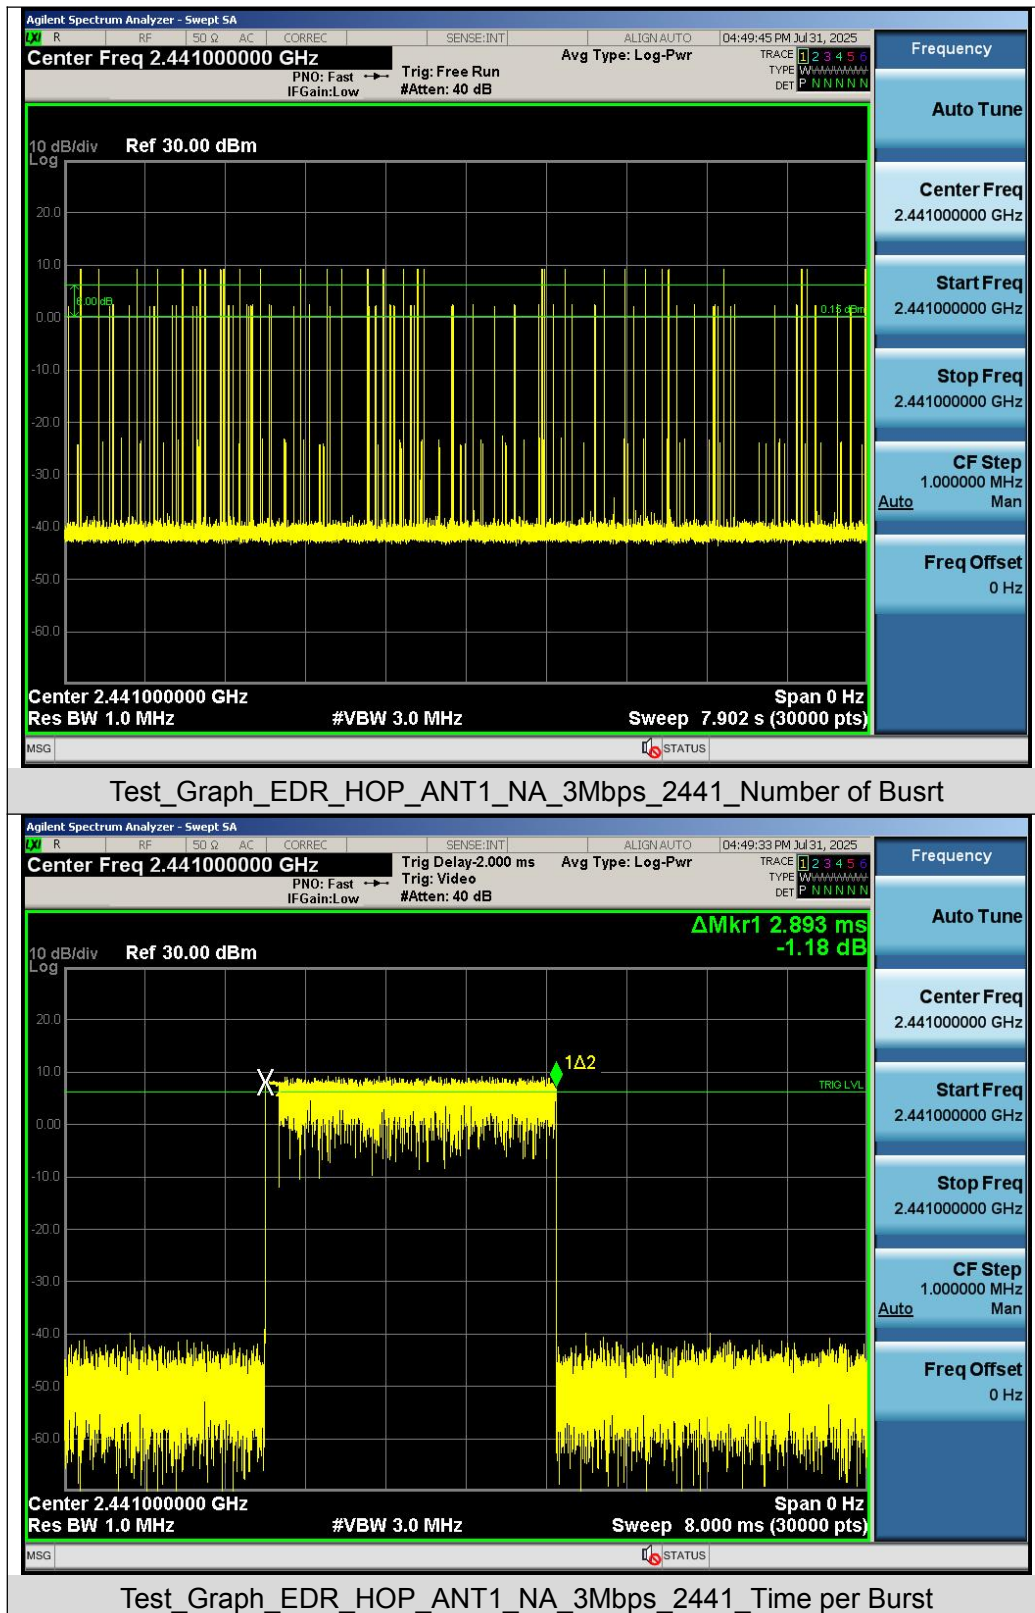 Agilent Spectrum Analyzer - Swept SA
LXI R RF 50 Ω AC CORREC SENSE:INT ALIGN AUTO 04:49:45 PM Jul 31, 2025
Center Freq 2.441000000 GHz Avg Type: Log-Pwr TRACE 1 2 3 4 5 6
PNO: Fast Trig: Free Run TYPE WWWWWW
IFGain:Low #Atten: 40 dB DET P N N N N N
Frequency
Auto Tune
Center Freq
2.441000000 GHz
Start Freq
2.441000000 GHz
Stop Freq
2.441000000 GHz
CF Step
1.000000 MHz
Auto Man
Freq Offset
0 Hz
10 dB/div Ref 30.00 dBm
Log
20.0
10.0
6.00 dB
0.00 0.15 dBm
-10.0
-20.0
-30.0
-40.0
-50.0
-60.0
Center 2.441000000 GHz Span 0 Hz
Res BW 1.0 MHz #VBW 3.0 MHz Sweep 7.902 s (30000 pts)
MSG STATUS
Test_Graph_EDR_HOP_ANT1_NA_3Mbps_2441_Number of Busrt
Agilent Spectrum Analyzer - Swept SA
LXI R RF 50 Ω AC CORREC SENSE:INT ALIGN AUTO 04:49:33 PM Jul 31, 2025
Center Freq 2.441000000 GHz Trig Delay-2.000 ms Avg Type: Log-Pwr TRACE 1 2 3 4 5 6
PNO: Fast Trig: Video TYPE WWWWWW
IFGain:Low #Atten: 40 dB DET P N N N N N
Frequency
Auto Tune
Center Freq
2.441000000 GHz
Start Freq
2.441000000 GHz
Stop Freq
2.441000000 GHz
CF Step
1.000000 MHz
Auto Man
Freq Offset
0 Hz
ΔMkr1 2.893 ms
-1.18 dB
10 dB/div Ref 30.00 dBm
Log
20.0
10.0 1Δ2
TRIG LVL
0.00
-10.0
-20.0
-30.0
-40.0
-50.0
-60.0
Center 2.441000000 GHz Span 0 Hz
Res BW 1.0 MHz #VBW 3.0 MHz Sweep 8.000 ms (30000 pts)
MSG STATUS
Test_Graph_EDR_HOP_ANT1_NA_3Mbps_2441_Time per Burst